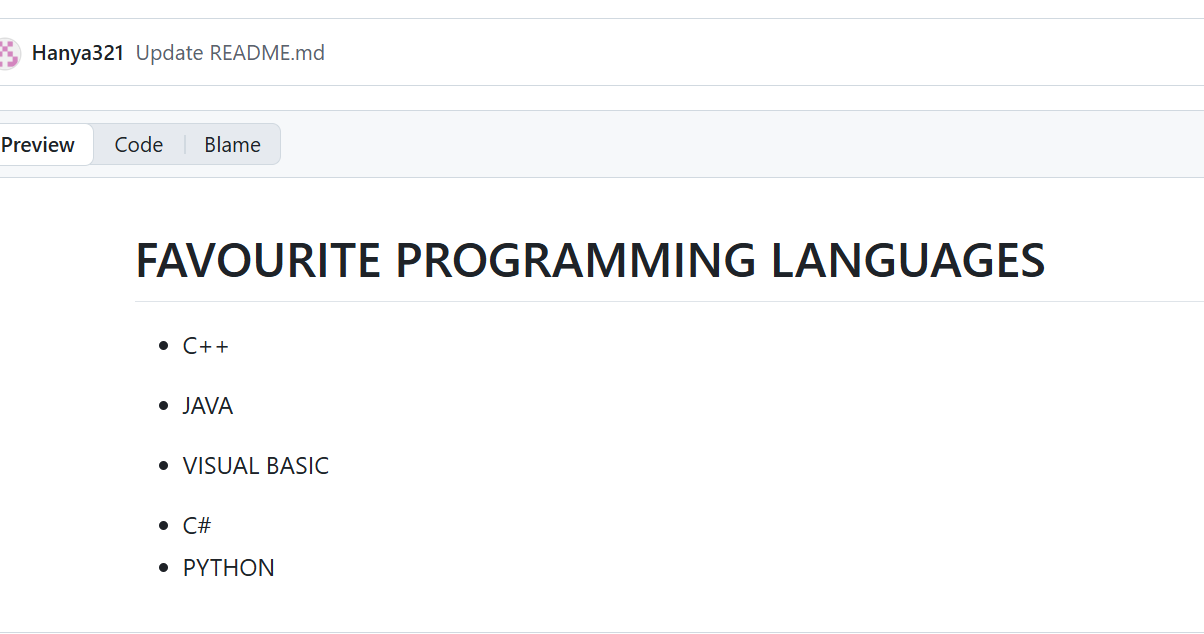 Hanya321 Update README.md
Preview Code Blame
FAVOURITE PROGRAMMING LANGUAGES
C++
JAVA
VISUAL BASIC
C#
PYTHON